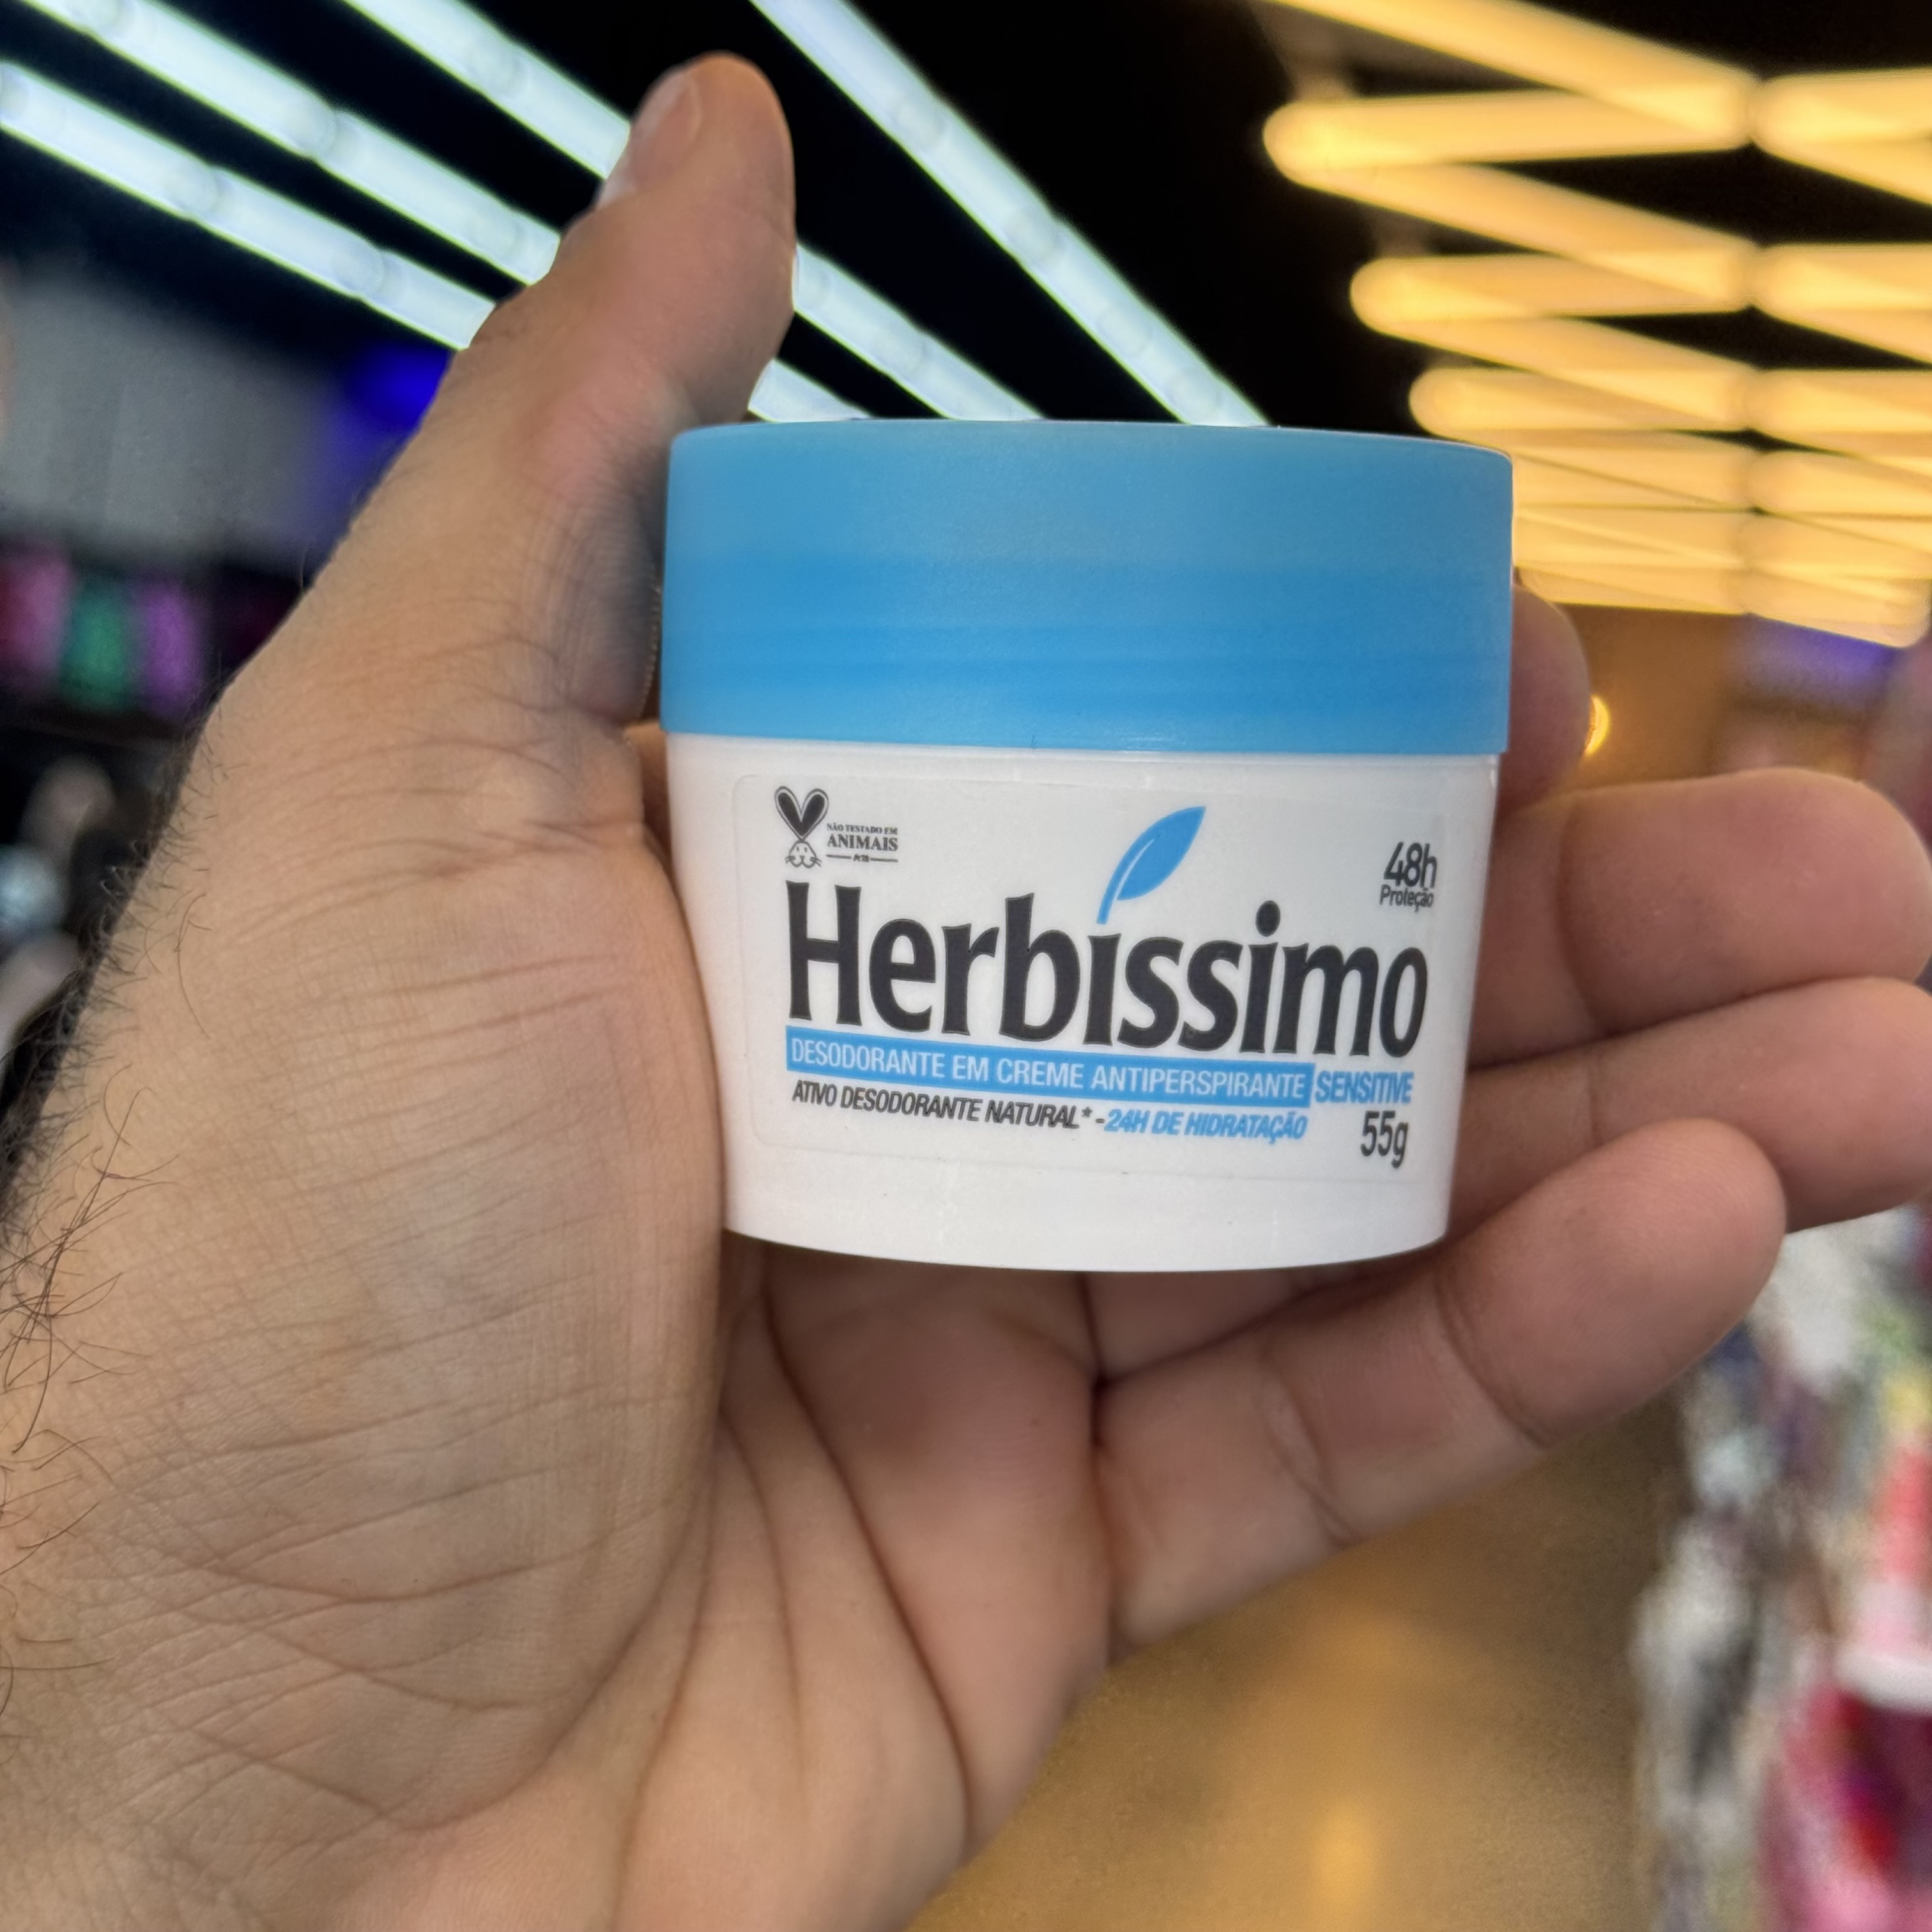 NÃO TESTADO EM
ANIMAIS
PETA
48h
Proteção
Herbíssimo
DESODORANTE EM CREME ANTIPERSPIRANTE SENSITIVE
ATIVO DESODORANTE NATURAL* - 24H DE HIDRATAÇÃO
55g